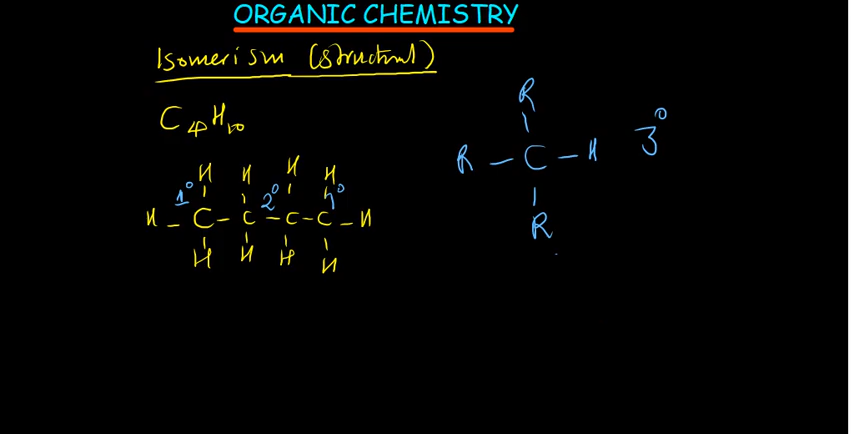 ORGANIC CHEMISTRY
Isomerism (structural)
C4H10
H H H H
1° 2° 1°
H - C - C - C - C - H
H H H H
R
R - C - H 3°
R